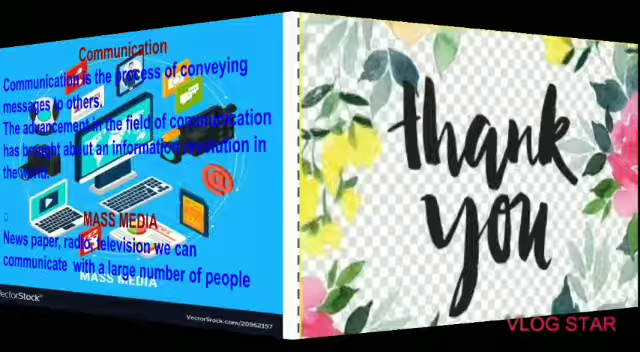 Communication
Communication is the process of conveying
messages to others.
The advancement in the field of communication
has brought about an information revolution in
the world.
MASS MEDIA
News paper, radio, television we can
communicate with a large number of people
MASS MEDIA
VectorStock®
VectorStock.com/20962157
thank
you
VLOG STAR